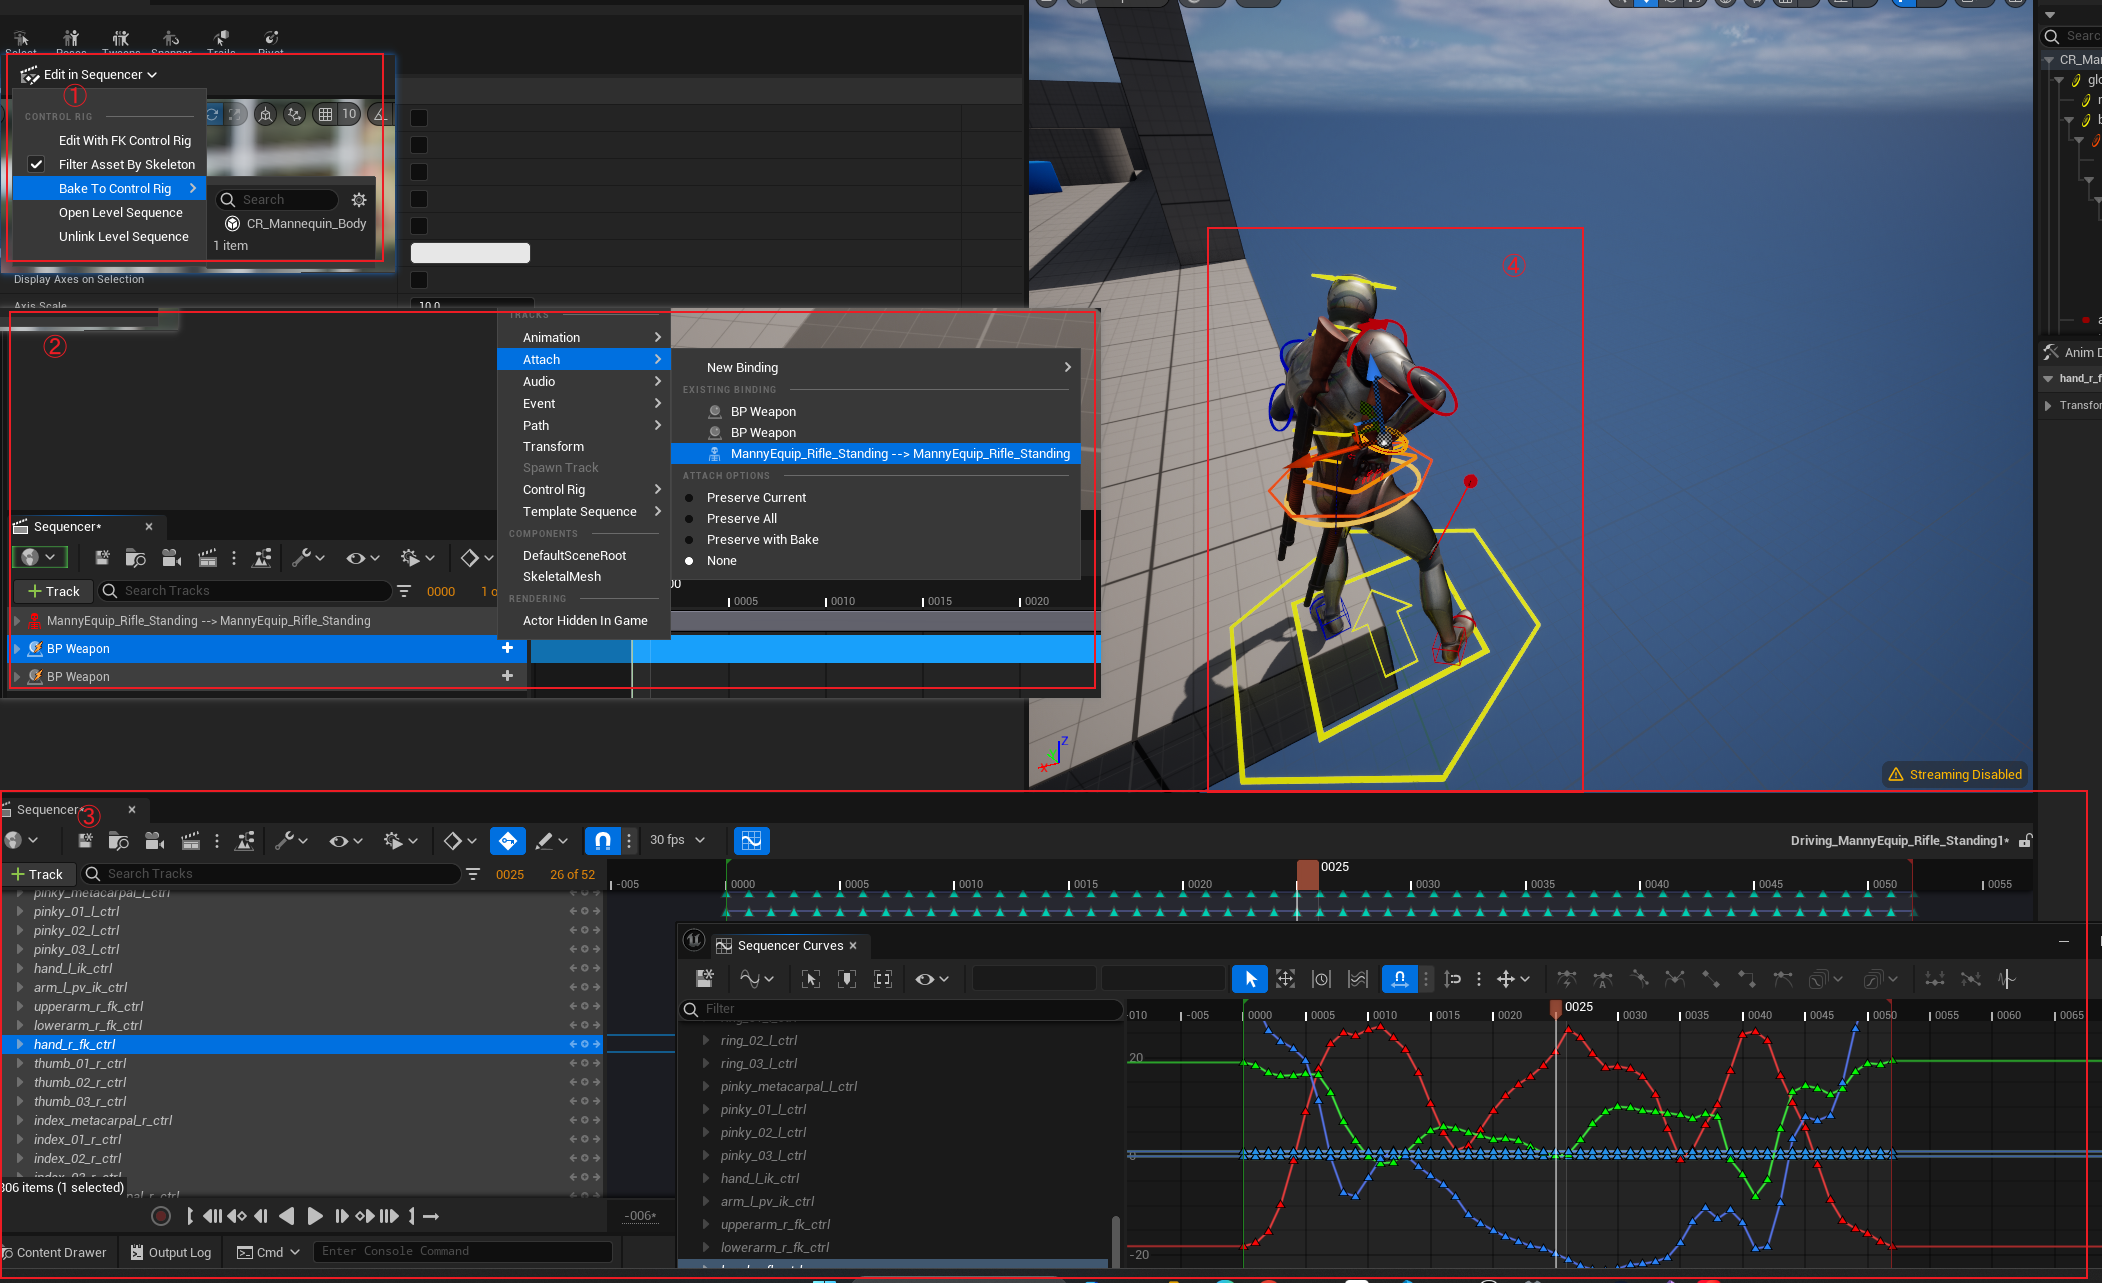 Select Poses Tweens Snapper Trails Pivot
Edit in Sequencer
①
CONTROL RIG
Edit With FK Control Rig
Filter Asset By Skeleton
Bake To Control Rig
Open Level Sequence
Unlink Level Sequence
10
Search
CR_Mannequin_Body
1 item
Display Axes on Selection
Axis Scale
10.0
②
TRACKS
Animation
Attach
Audio
Event
Path
Transform
Spawn Track
Control Rig
Template Sequence
COMPONENTS
DefaultSceneRoot
SkeletalMesh
RENDERING
Actor Hidden In Game
New Binding
EXISTING BINDING
BP Weapon
BP Weapon
MannyEquip_Rifle_Standing --> MannyEquip_Rifle_Standing
ATTACH OPTIONS
Preserve Current
Preserve All
Preserve with Bake
None
Sequencer*
Track
Search Tracks
0000
0005 0010 0015 0020
MannyEquip_Rifle_Standing --> MannyEquip_Rifle_Standing
BP Weapon
BP Weapon
④
Z
X
Streaming Disabled
Anim D
hand_r_f
Transfor
Sequencer*
③
30 fps
Driving_MannyEquip_Rifle_Standing1*
Track
Search Tracks
0025
26 of 52
-005 0000 0005 0010 0015 0020 0025 0030 0035 0040 0045 0050 0055
pinky_metacarpal_l_ctrl
pinky_01_l_ctrl
pinky_02_l_ctrl
pinky_03_l_ctrl
hand_l_ik_ctrl
arm_l_pv_ik_ctrl
upperarm_r_fk_ctrl
lowerarm_r_fk_ctrl
hand_r_fk_ctrl
thumb_01_r_ctrl
thumb_02_r_ctrl
thumb_03_r_ctrl
index_metacarpal_r_ctrl
index_01_r_ctrl
index_02_r_ctrl
306 items (1 selected)
-006*
Content Drawer
Output Log
Cmd
Enter Console Command
Sequencer Curves
Filter
ring_02_l_ctrl
ring_03_l_ctrl
pinky_metacarpal_l_ctrl
pinky_01_l_ctrl
pinky_02_l_ctrl
pinky_03_l_ctrl
hand_l_ik_ctrl
arm_l_pv_ik_ctrl
upperarm_r_fk_ctrl
lowerarm_r_fk_ctrl
0025
-010 -005 0000 0005 0010 0015 0020 0030 0035 0040 0045 0050 0055 0060 0065
20
0
-20